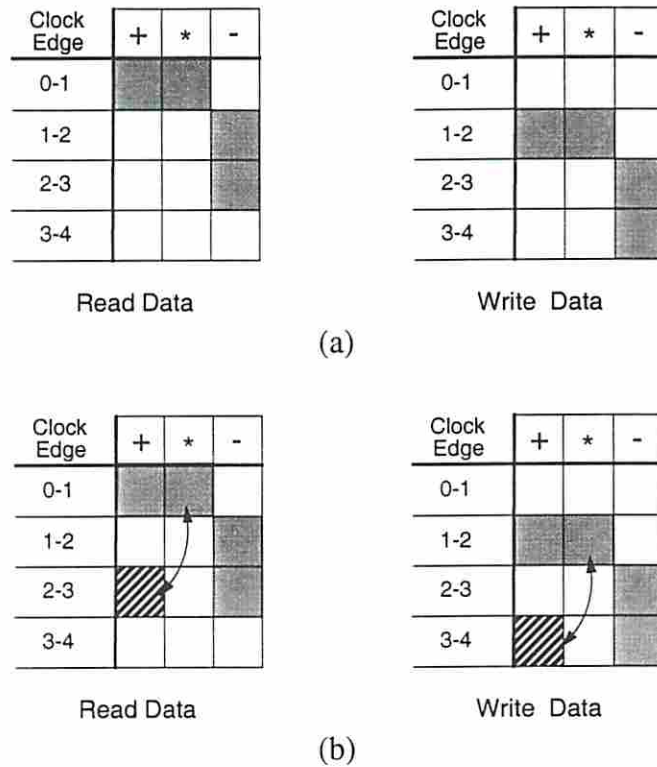 Clock Edge + * -
0-1
1-2
2-3
3-4
Read Data
Clock Edge + * -
0-1
1-2
2-3
3-4
Write Data
(a)
Clock Edge + * -
0-1
1-2
2-3
3-4
Read Data
Clock Edge + * -
0-1
1-2
2-3
3-4
Write Data
(b)